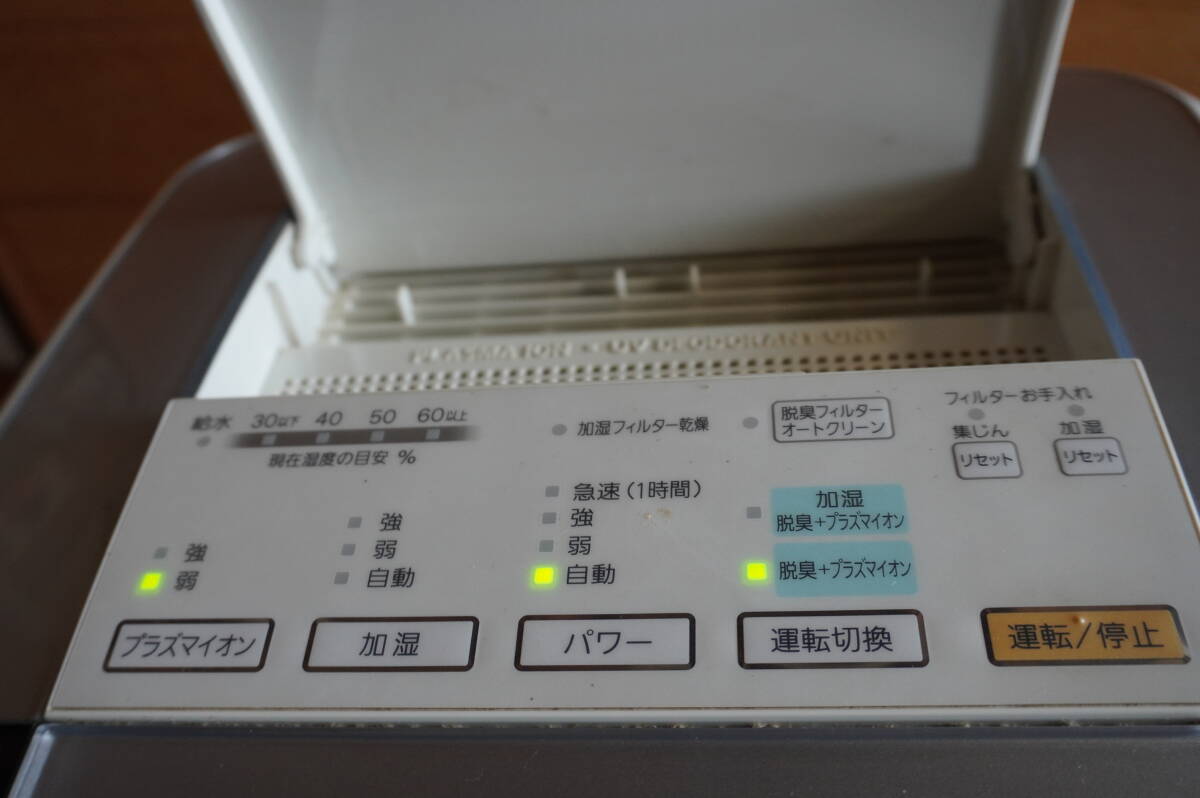 PLASMA ION + UV DEODORANT UNIT
給水 30以下 40 50 60以上
現在湿度の目安 %
加湿フィルター乾燥
脱臭フィルター
オートクリーン
フィルターお手入れ
集じん 加湿
リセット リセット
強
弱
プラズマイオン
強
弱
自動
加湿
急速(1時間)
強
弱
自動
パワー
加湿
脱臭+プラズマイオン
脱臭+プラズマイオン
運転切換
運転/停止